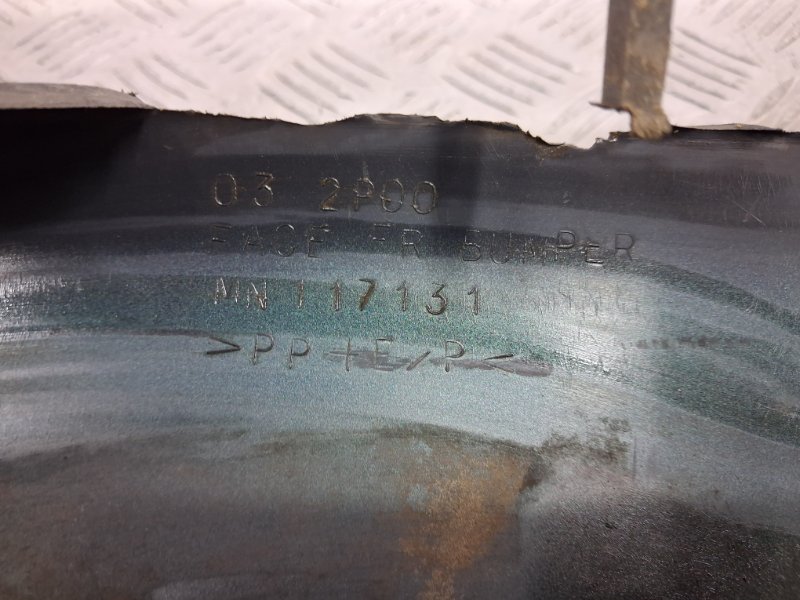 03 2P00
FACE FR BUMPER
MN117131
>PP+E/P<